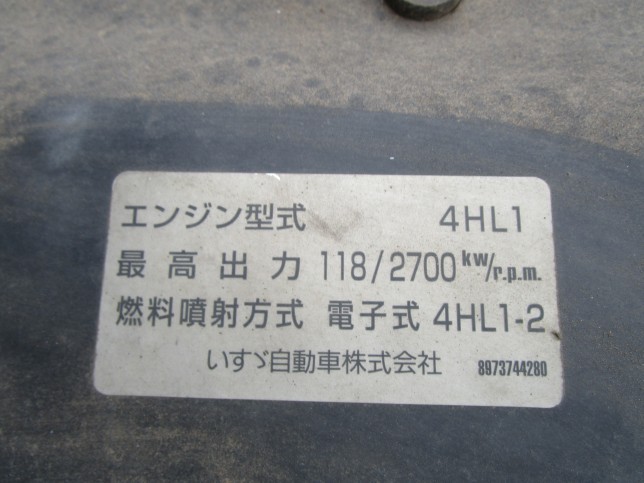 エンジン型式 4HL1
最高出力 118/2700 kw/r.p.m.
燃料噴射方式 電子式 4HL1-2
いすゞ自動車株式会社 8973744280